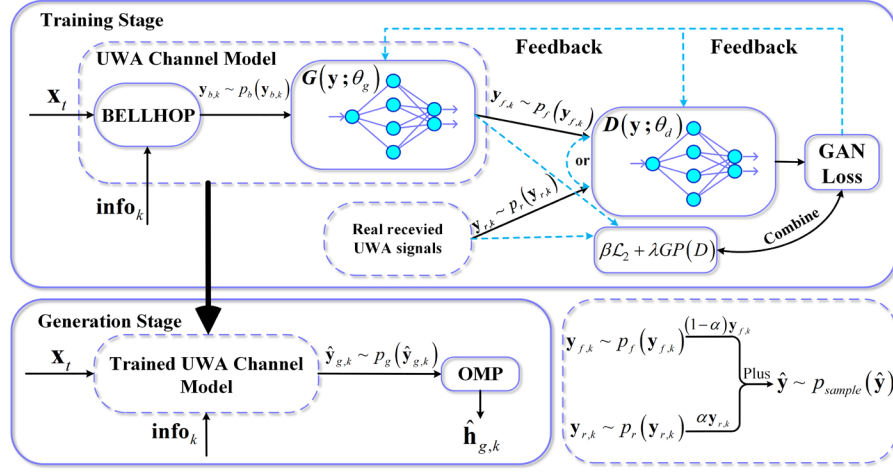 Training Stage
UWA Channel Model
Feedback
Feedback
x_t
BELLHOP
y_{b,k} ~ p_b(y_{b,k})
G(y;θ_g)
y_{f,k} ~ p_f(y_{f,k})
D(y;θ_d)
or
GAN
Loss
info_k
Real recevied
UWA signals
y_{r,k} ~ p_r(y_{r,k})
βℒ_2 + λGP(D)
Combine
Generation Stage
x_t
Trained UWA Channel
Model
ŷ_{g,k} ~ p_g(ŷ_{g,k})
OMP
info_k
ĥ_{g,k}
y_{f,k} ~ p_f(y_{f,k})
(1-α)y_{f,k}
Plus
ŷ ~ p_{sample}(ŷ)
y_{r,k} ~ p_r(y_{r,k})
αy_{r,k}